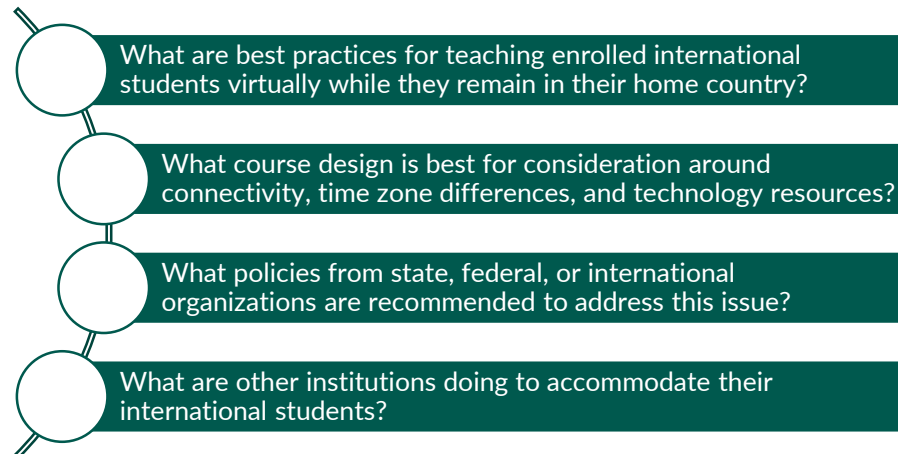 What are best practices for teaching enrolled international
students virtually while they remain in their home country?
What course design is best for consideration around
connectivity, time zone differences, and technology resources?
What policies from state, federal, or international
organizations are recommended to address this issue?
What are other institutions doing to accommodate their
international students?